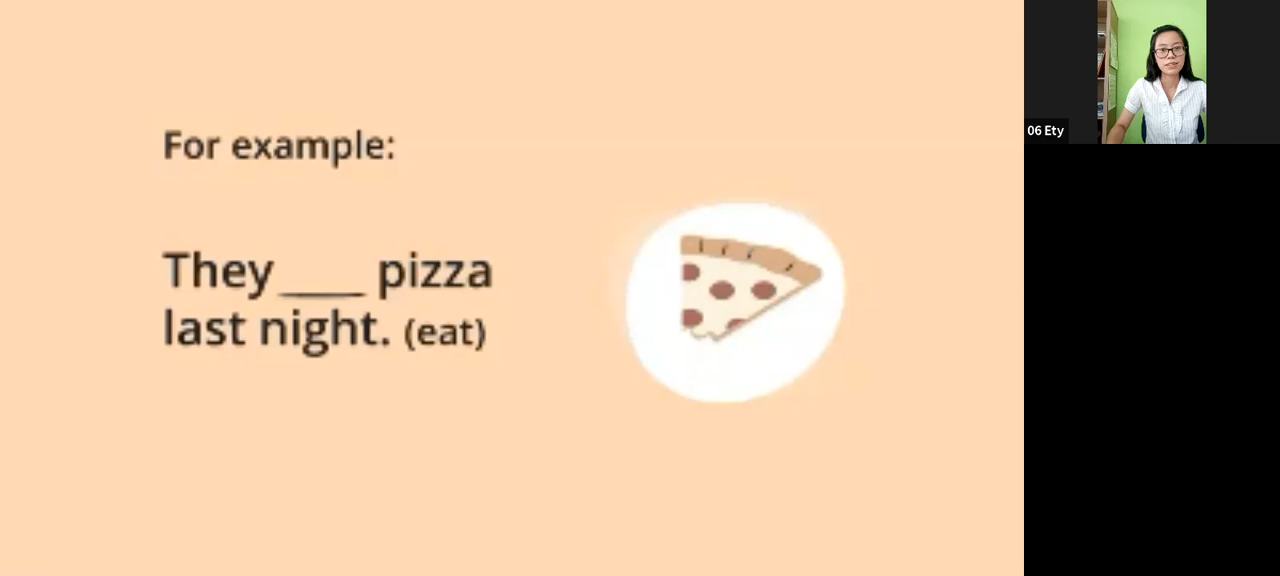 For example:
They ____ pizza
last night. (eat)
06 Ety